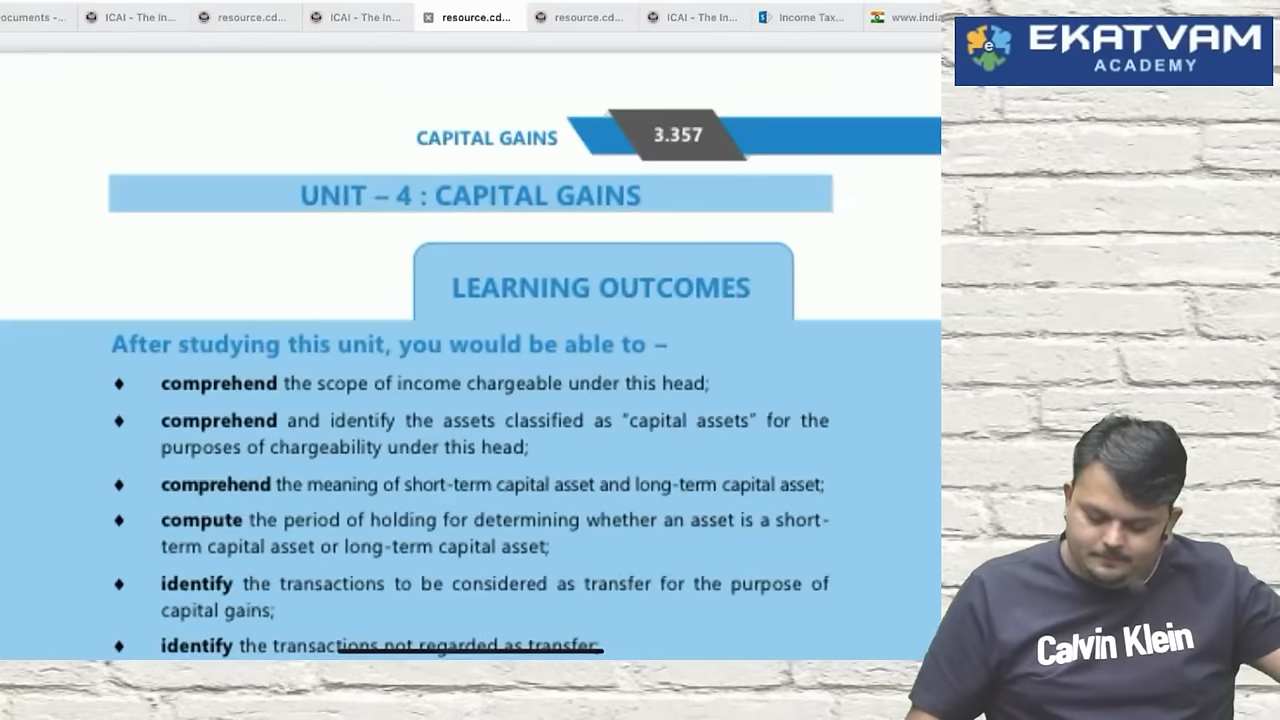 ocuments -...
ICAI - The In...
resource.cd...
ICAI - The In...
resource.cd...
resource.cd...
ICAI - The In...
Income Tax...
www.india
EKATVAM
ACADEMY
CAPITAL GAINS
3.357
UNIT – 4 : CAPITAL GAINS
LEARNING OUTCOMES
After studying this unit, you would be able to –
♦ comprehend the scope of income chargeable under this head;
♦ comprehend and identify the assets classified as "capital assets" for the
purposes of chargeability under this head;
♦ comprehend the meaning of short-term capital asset and long-term capital asset;
♦ compute the period of holding for determining whether an asset is a short-
term capital asset or long-term capital asset;
♦ identify the transactions to be considered as transfer for the purpose of
capital gains;
♦ identify the transactions not regarded as transfer;
Calvin Klein